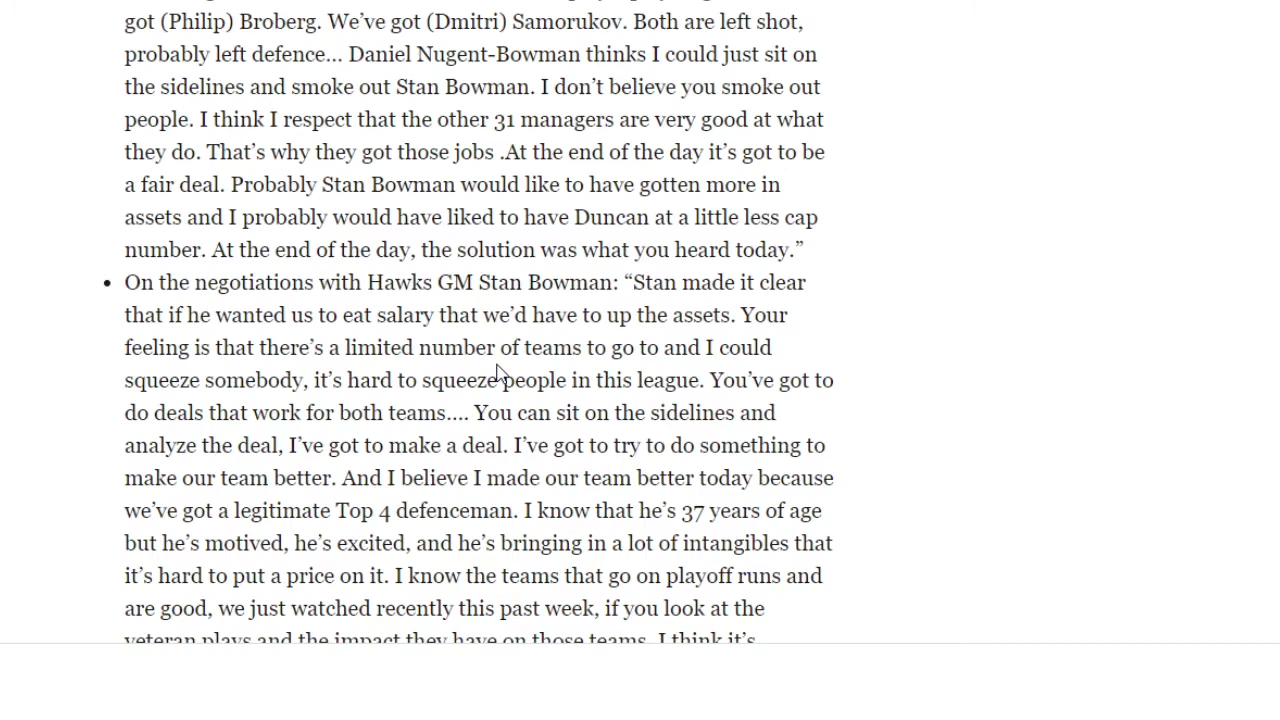 got (Philip) Broberg. We've got (Dmitri) Samorukov. Both are left shot,
probably left defence... Daniel Nugent-Bowman thinks I could just sit on
the sidelines and smoke out Stan Bowman. I don't believe you smoke out
people. I think I respect that the other 31 managers are very good at what
they do. That's why they got those jobs .At the end of the day it's got to be
a fair deal. Probably Stan Bowman would like to have gotten more in
assets and I probably would have liked to have Duncan at a little less cap
number. At the end of the day, the solution was what you heard today.”
• On the negotiations with Hawks GM Stan Bowman: “Stan made it clear
that if he wanted us to eat salary that we'd have to up the assets. Your
feeling is that there's a limited number of teams to go to and I could
squeeze somebody, it's hard to squeeze people in this league. You've got to
do deals that work for both teams.... You can sit on the sidelines and
analyze the deal, I've got to make a deal. I've got to try to do something to
make our team better. And I believe I made our team better today because
we've got a legitimate Top 4 defenceman. I know that he's 37 years of age
but he's motived, he's excited, and he's bringing in a lot of intangibles that
it's hard to put a price on it. I know the teams that go on playoff runs and
are good, we just watched recently this past week, if you look at the
veteran plays and the impact they have on those teams. I think it's